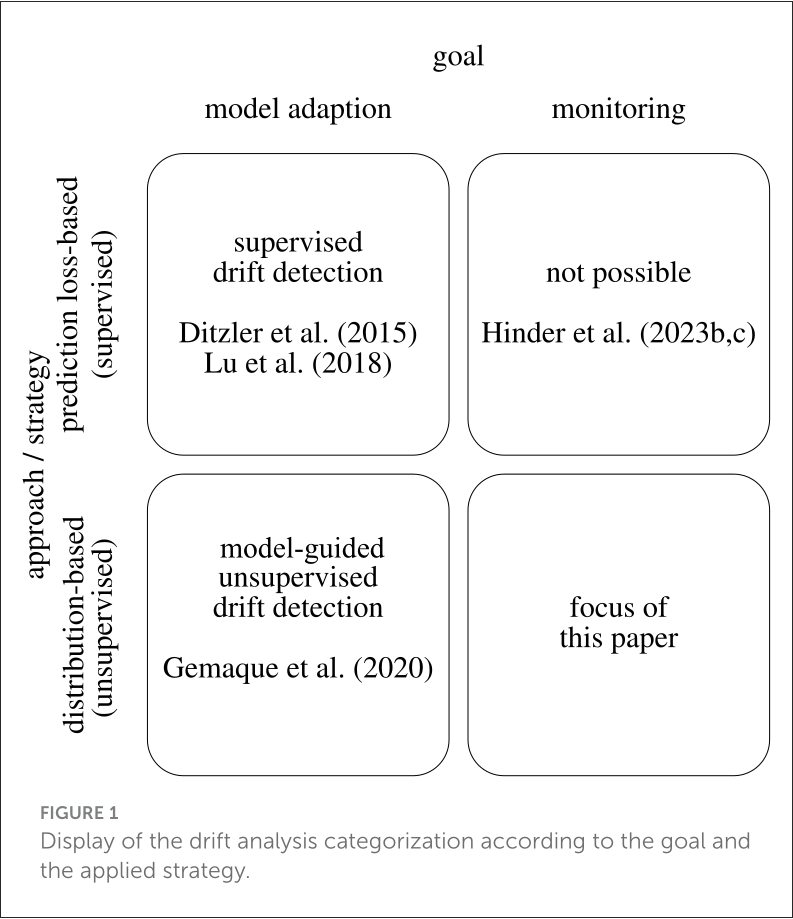 goal
model adaption
monitoring
approach / strategy
prediction loss-based
(supervised)
supervised
drift detection
Ditzler et al. (2015)
Lu et al. (2018)
not possible
Hinder et al. (2023b,c)
distribution-based
(unsupervised)
model-guided
unsupervised
drift detection
Gemaque et al. (2020)
focus of
this paper
FIGURE 1
Display of the drift analysis categorization according to the goal and
the applied strategy.